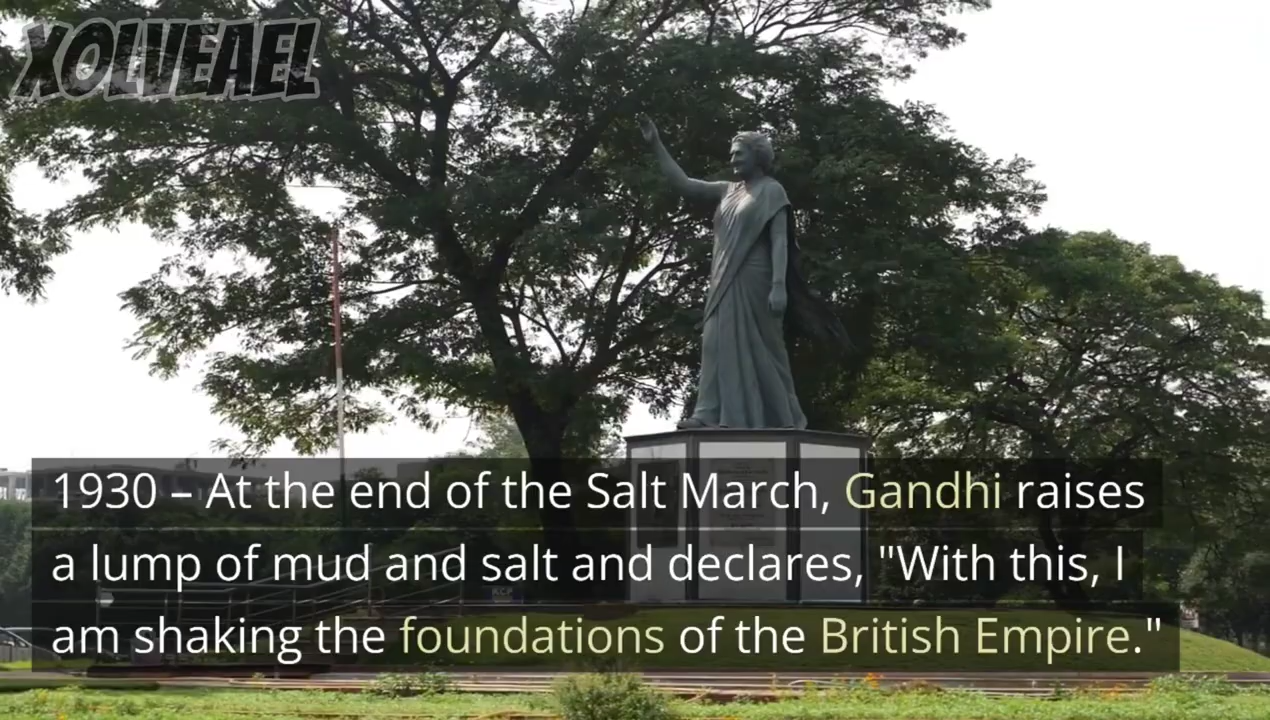 XOLVEAEL
1930 – At the end of the Salt March, Gandhi raises
a lump of mud and salt and declares, "With this, I
am shaking the foundations of the British Empire."